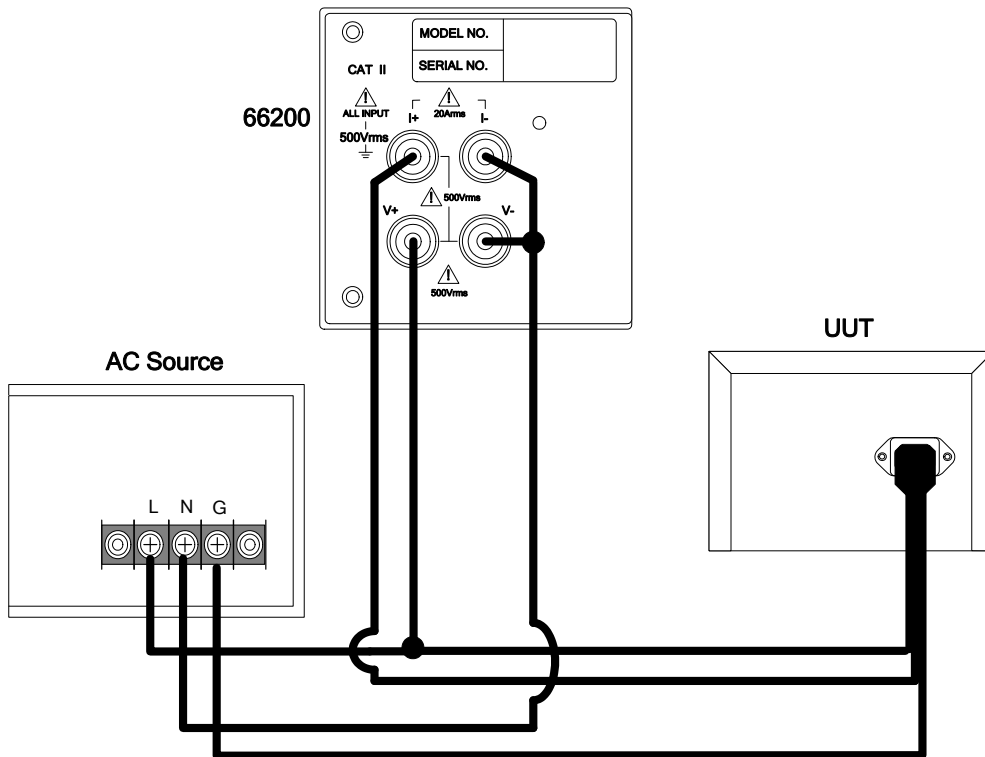 MODEL NO.
SERIAL NO.
CAT II
ALL INPUT
500Vrms
66200
I+
20Arms
I-
500Vrms
V+
V-
500Vrms
UUT
AC Source
L N G